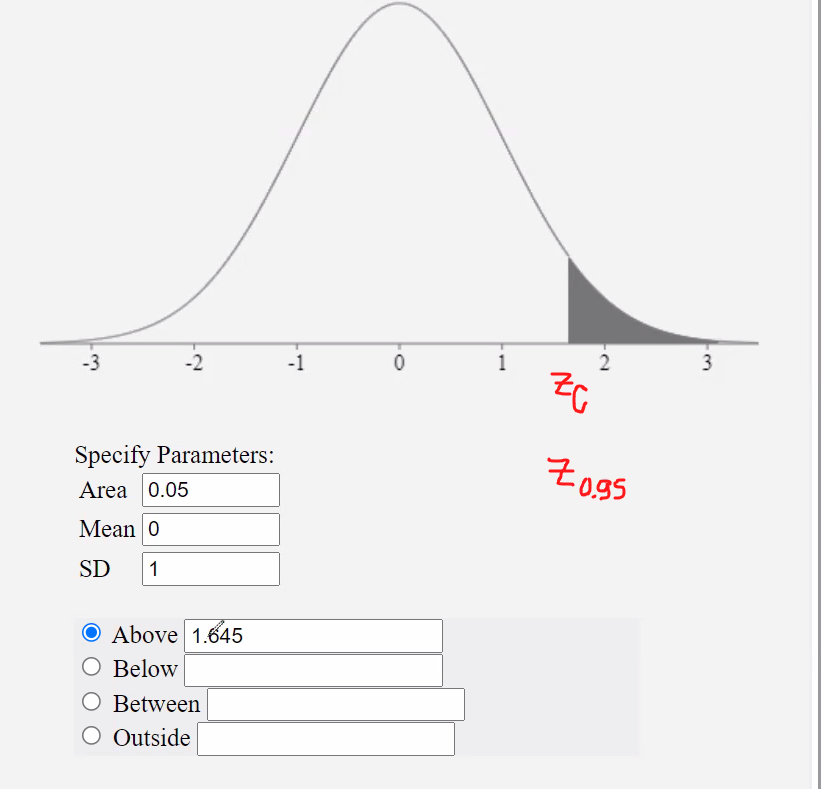 -3 -2 -1 0 1 2 3
zc
Specify Parameters:
Area 0.05
z0.95
Mean 0
SD 1
Above 1.645
Below
Between
Outside